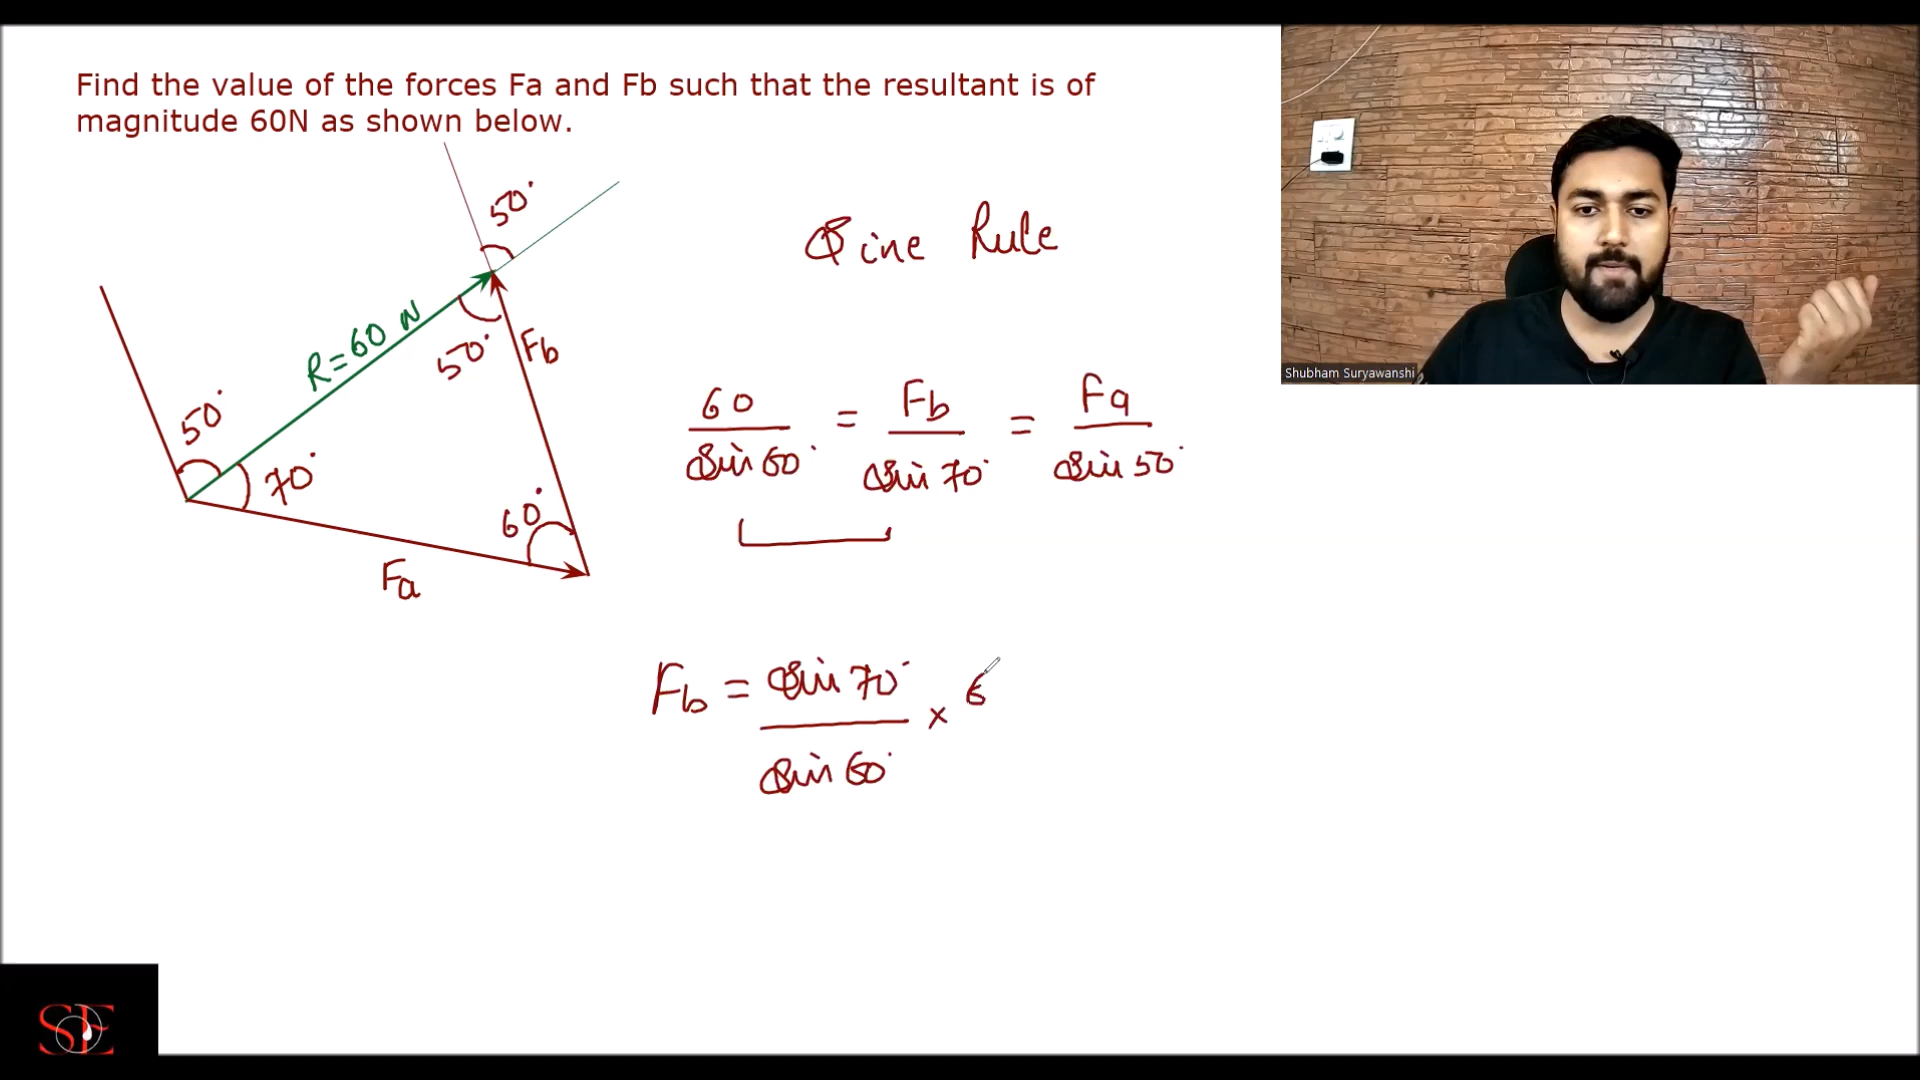 Find the value of the forces Fa and Fb such that the resultant is of
magnitude 60N as shown below.
50°
R=60 N
50°
Fb
50°
70°
60°
Fa
Sine Rule
60 / Sin 60° = Fb / Sin 70° = Fa / Sin 50°
Fb = Sin 70° / Sin 60° × 6
Shubham Suryawanshi
SE